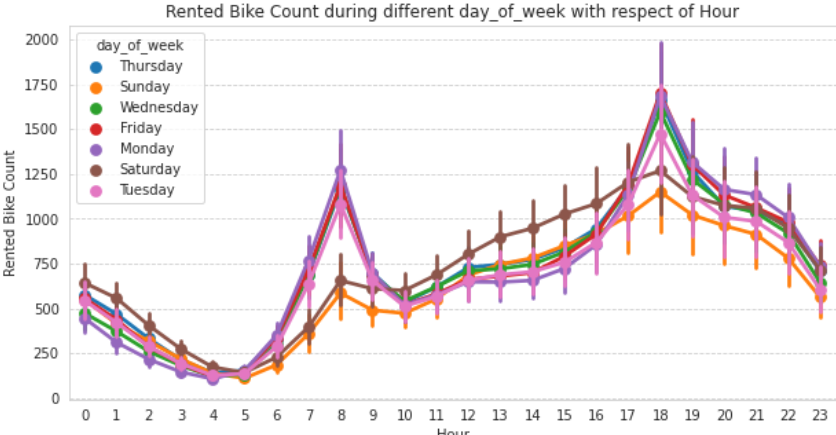 Rented Bike Count during different day_of_week with respect of Hour
Rented Bike Count
2000
1750
1500
1250
1000
750
500
250
0
day_of_week
Thursday
Sunday
Wednesday
Friday
Monday
Saturday
Tuesday
0 1 2 3 4 5 6 7 8 9 10 11 12 13 14 15 16 17 18 19 20 21 22 23
Hour